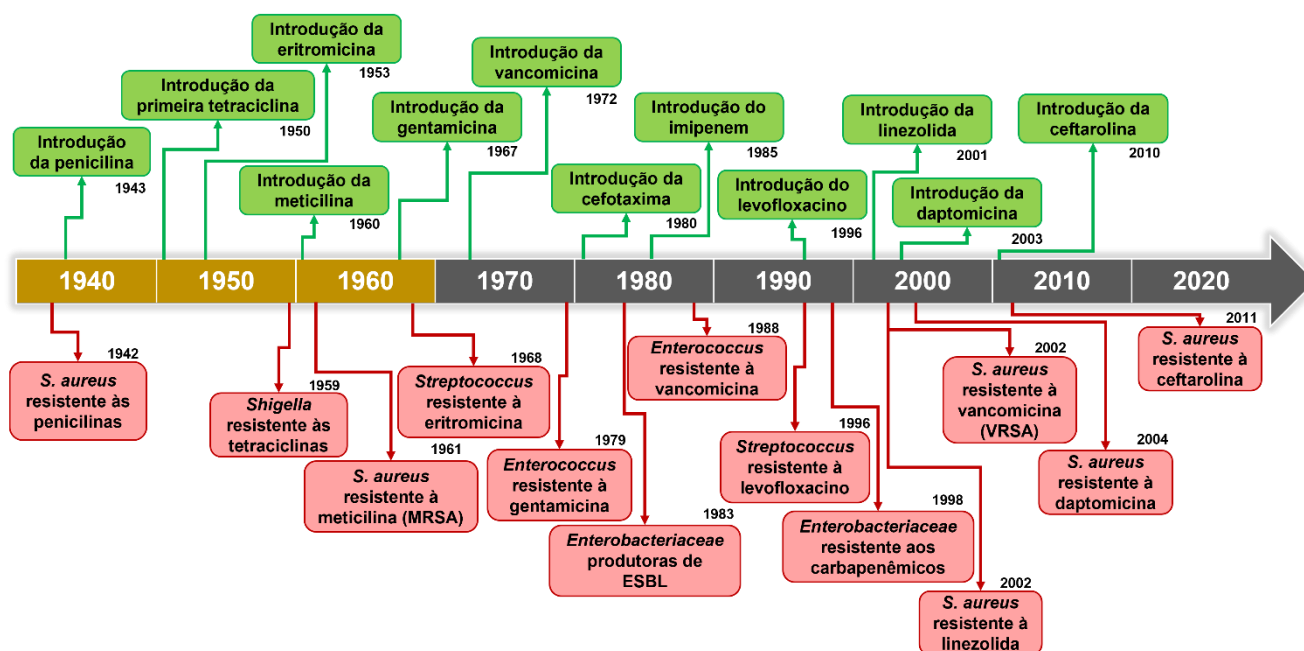 Introdução
da penicilina
1943
Introdução da
primeira tetraciclina
1950
Introdução da
eritromicina
1953
Introdução da
meticilina
1960
Introdução da
gentamicina
1967
Introdução da
vancomicina
1972
Introdução da
cefotaxima
1980
Introdução do
imipenem
1985
Introdução do
levofloxacino
1996
Introdução da
linezolida
2001
Introdução da
daptomicina
2003
Introdução da
ceftarolina
2010
1940
1950
1960
1970
1980
1990
2000
2010
2020
1942
S. aureus
resistente às
penicilinas
1959
Shigella
resistente às
tetraciclinas
1961
S. aureus
resistente à
meticilina (MRSA)
1968
Streptococcus
resistente à
eritromicina
1979
Enterococcus
resistente à
gentamicina
1983
Enterobacteriaceae
produtoras de
ESBL
1988
Enterococcus
resistente à
vancomicina
1996
Streptococcus
resistente à
levofloxacino
1998
Enterobacteriaceae
resistente aos
carbapenêmicos
2002
S. aureus
resistente à
linezolida
2002
S. aureus
resistente à
vancomicina
(VRSA)
2004
S. aureus
resistente à
daptomicina
2011
S. aureus
resistente à
ceftarolina